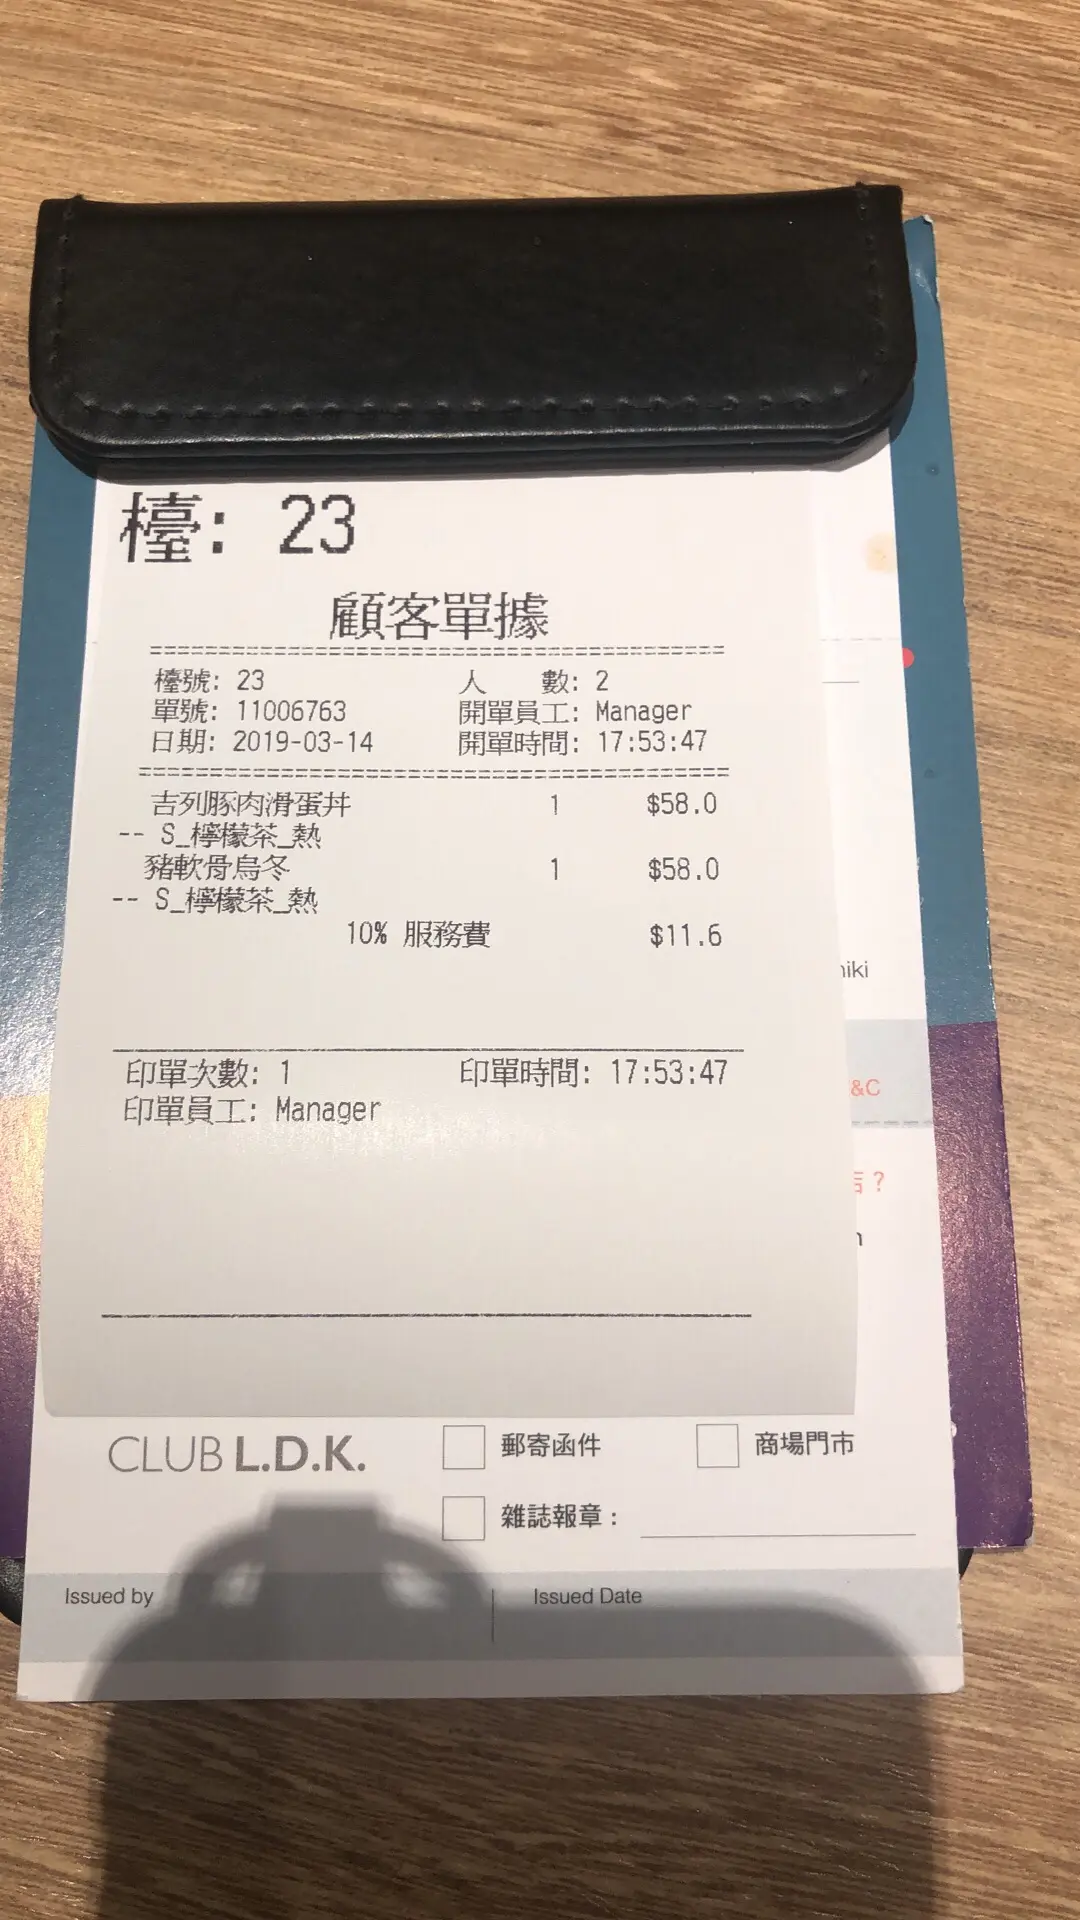 檯: 23
顧客單據
檯號: 23 人 數: 2
單號: 11006763 開單員工: Manager
日期: 2019-03-14 開單時間: 17:53:47
吉列豚肉滑蛋丼 1 $58.0
-- S_檸檬茶_熱
豬軟骨烏冬 1 $58.0
-- S_檸檬茶_熱
10% 服務費 $11.6
niki
印單次數: 1 印單時間: 17:53:47
&C
印單員工: Manager
?
CLUB L.D.K. 郵寄函件 商場門市
雜誌報章:
Issued by Issued Date